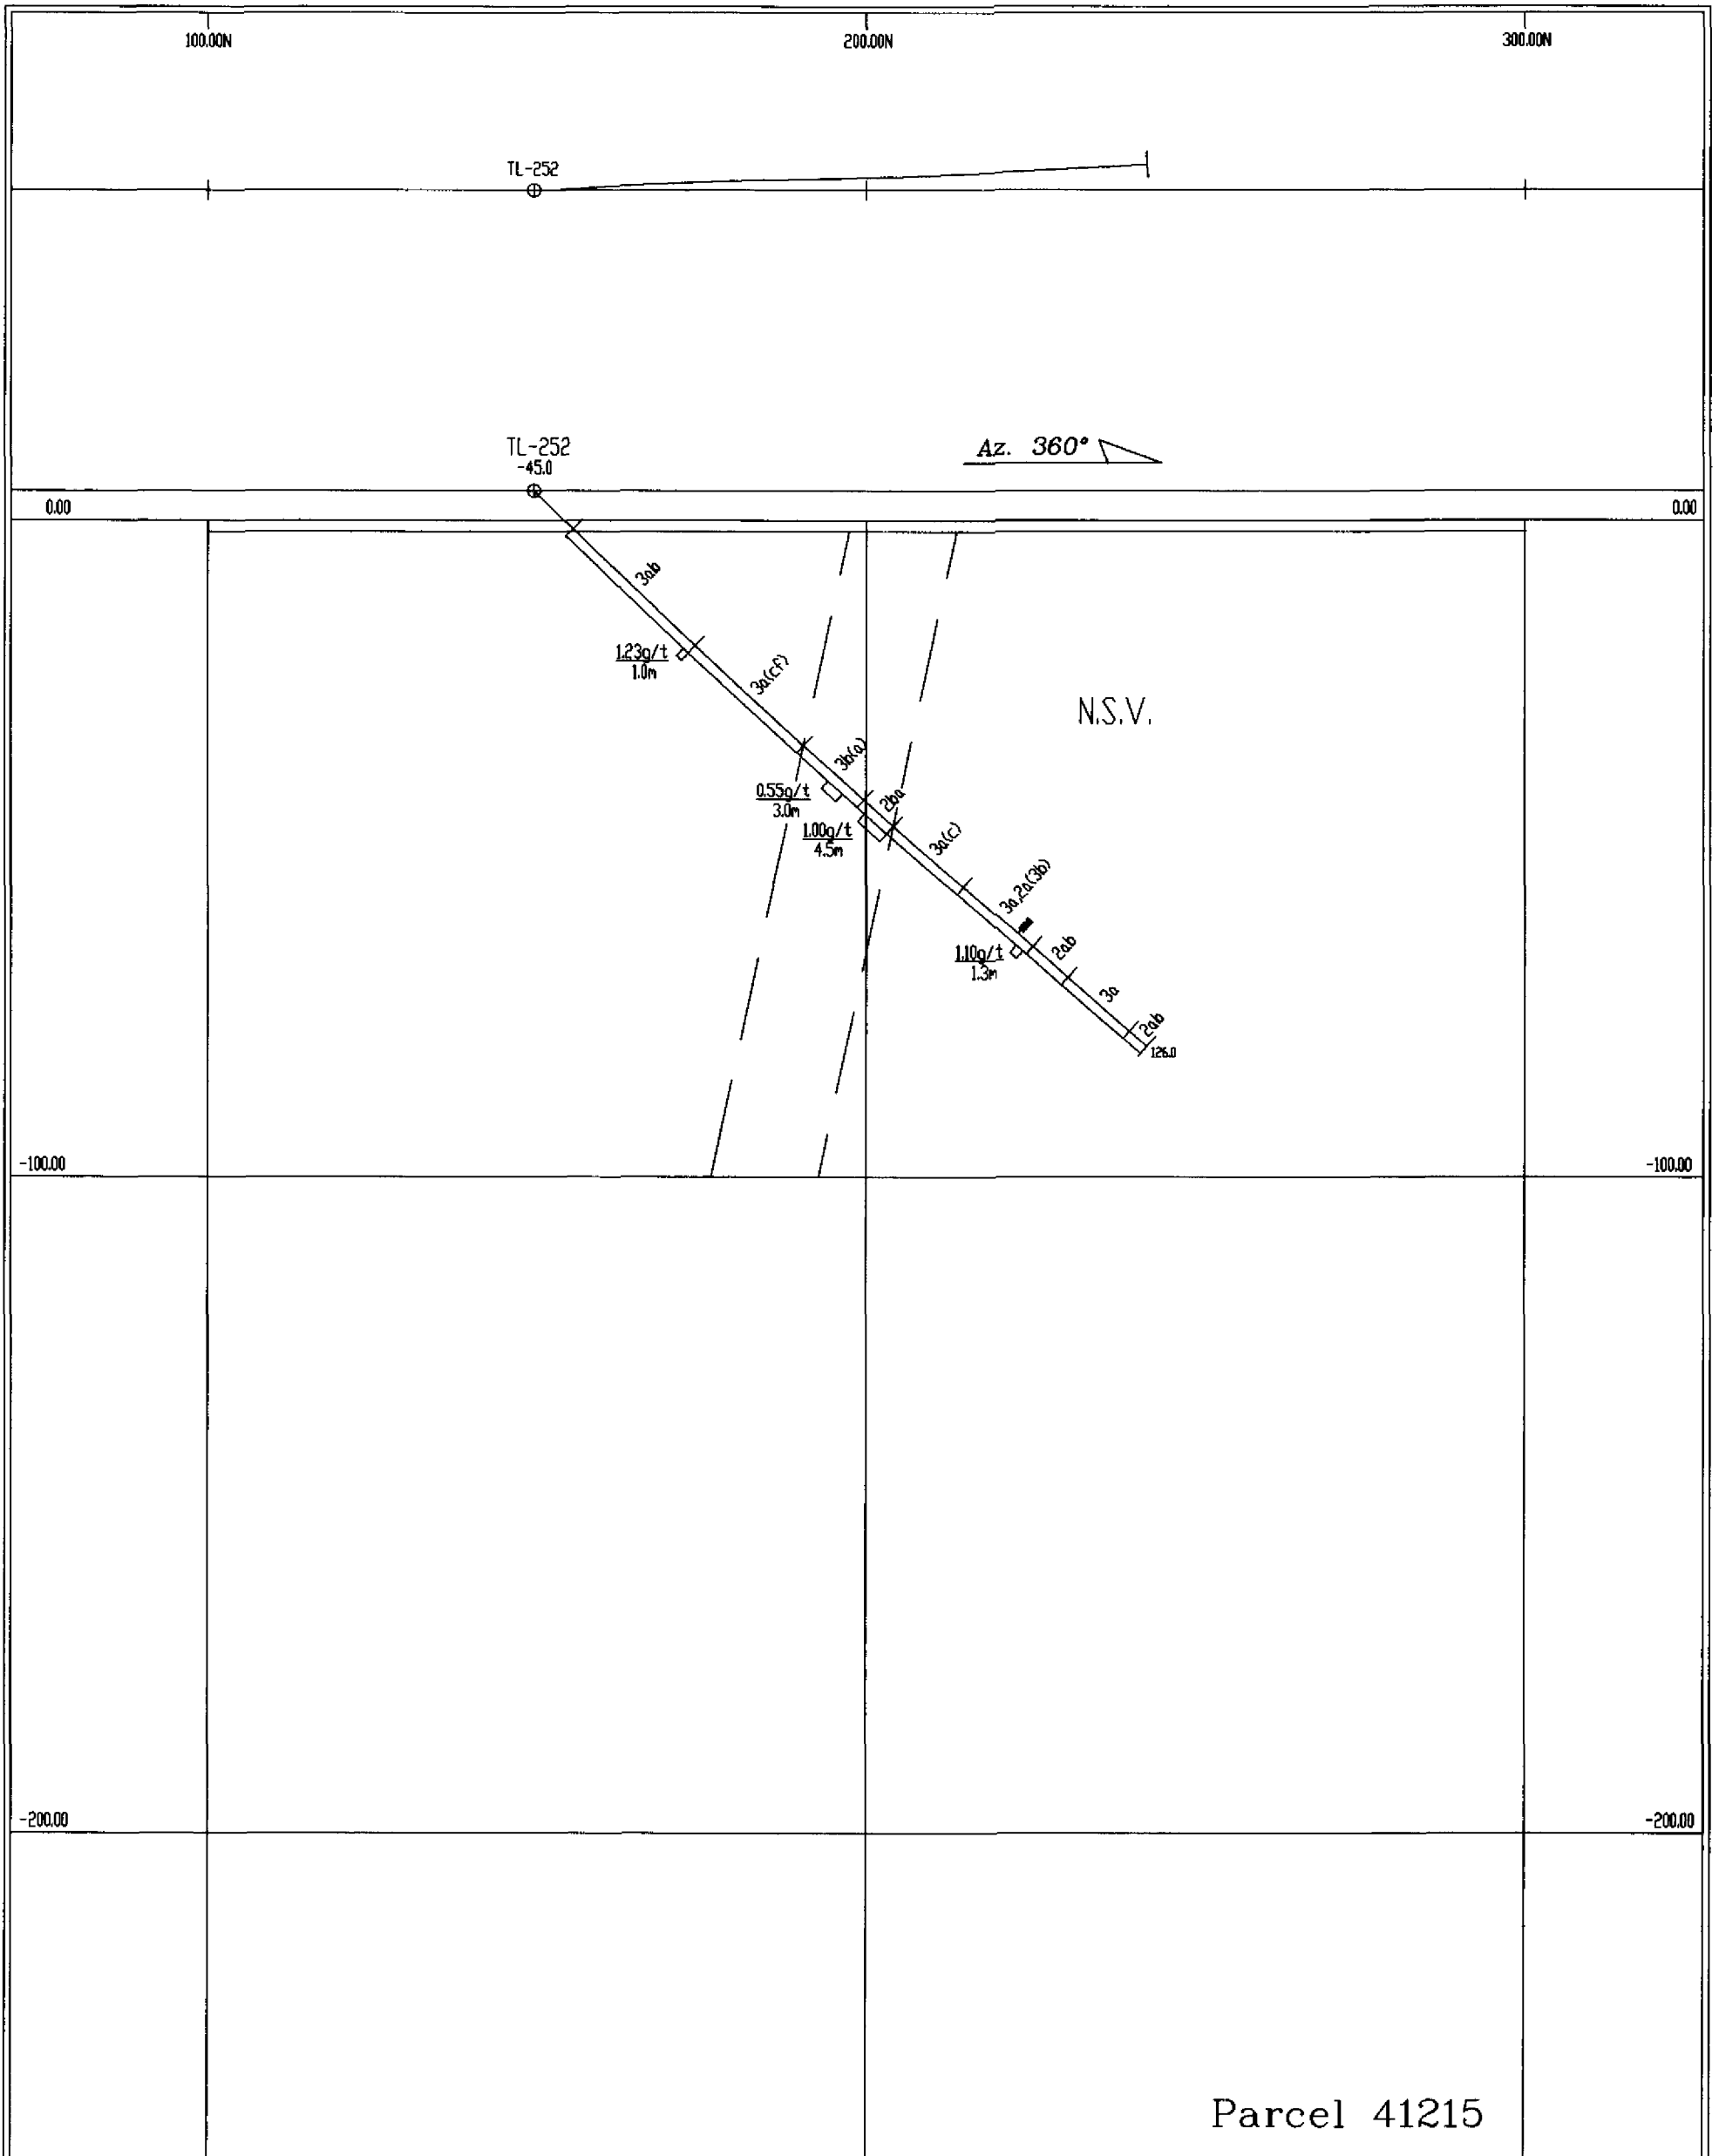 100.00N
200.00N
300.00N
TL-252
TL-252
-45.0
Az. 360°
0.00
0.00
3ab
1.23g/t
1.0m
3a(cf)
N.S.V.
3b(a)
0.55g/t
3.0m
2ba
1.00g/t
4.5m
3a(c)
3a,2a(3b)
1.10g/t
1.3m
2ab
3a
2ab
126.0
-100.00
-100.00
-200.00
-200.00
Parcel 41215